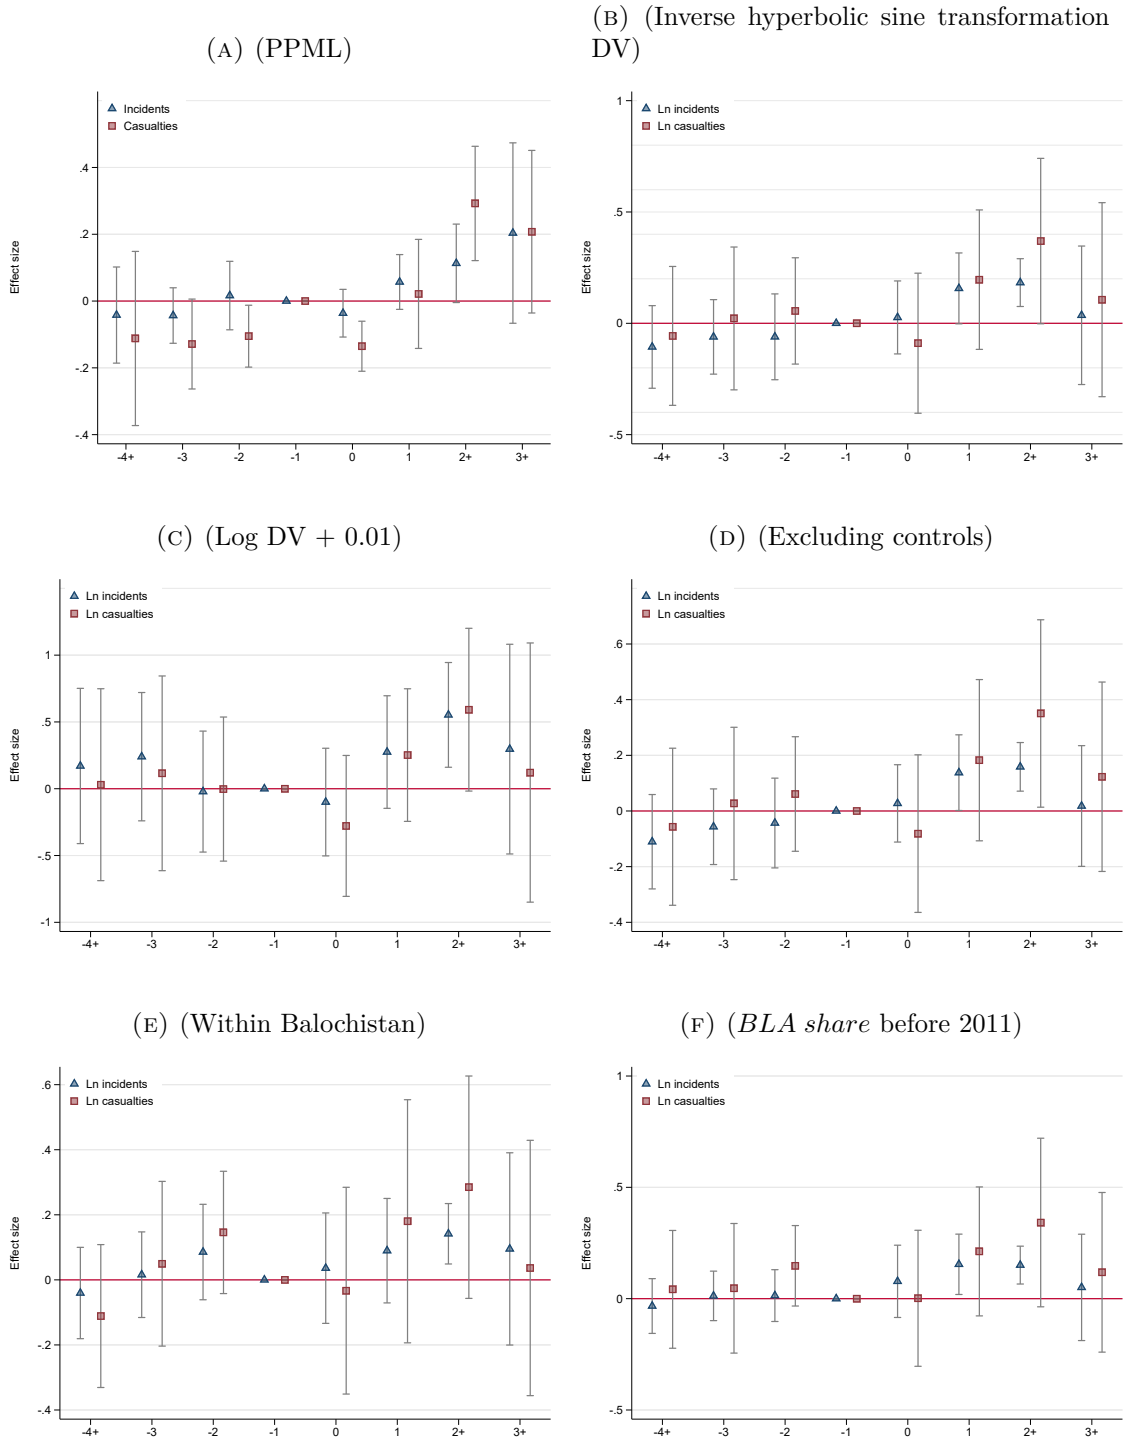 (A) (PPML)
(B) (Inverse hyperbolic sine transformation
DV)
Incidents
Casualties
Effect size
.4
.2
0
-.2
-.4
-4+ -3 -2 -1 0 1 2+ 3+
Ln incidents
Ln casualties
Effect size
1
.5
0
-.5
-4+ -3 -2 -1 0 1 2+ 3+
(C) (Log DV + 0.01)
(D) (Excluding controls)
Ln incidents
Ln casualties
Effect size
1
.5
0
-.5
-1
-4+ -3 -2 -1 0 1 2+ 3+
Ln incidents
Ln casualties
Effect size
.6
.4
.2
0
-.2
-.4
-4+ -3 -2 -1 0 1 2+ 3+
(E) (Within Balochistan)
(F) (BLA share before 2011)
Ln incidents
Ln casualties
Effect size
.6
.4
.2
0
-.2
-.4
-4+ -3 -2 -1 0 1 2+ 3+
Ln incidents
Ln casualties
Effect size
1
.5
0
-.5
-4+ -3 -2 -1 0 1 2+ 3+